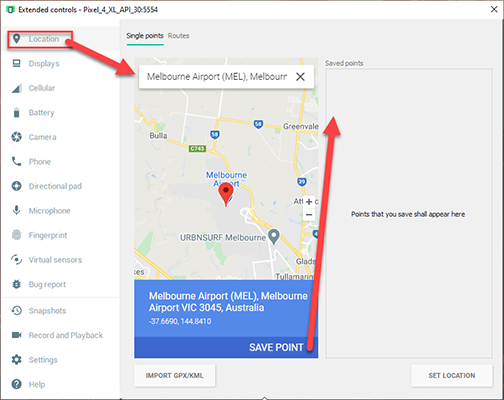 Extended controls - Pixel_4_XL_API_30:5554
Location
Displays
Cellular
Battery
Camera
Phone
Directional pad
Microphone
Fingerprint
Virtual sensors
Bug report
Snapshots
Record and Playback
Settings
Help
Single points
Routes
Melbourne Airport (MEL), Melbourn
58
Bulla
Greenvale
C743
Melbourne
Airport
Att
URBNSURF Melbourne
Glads
Tullamarine
+
−
Melbourne Airport (MEL), Melbourne
Airport VIC 3045, Australia
-37.6690, 144.8410
SAVE POINT
IMPORT GPX/KML
Saved points
Points that you save shall appear here
SET LOCATION